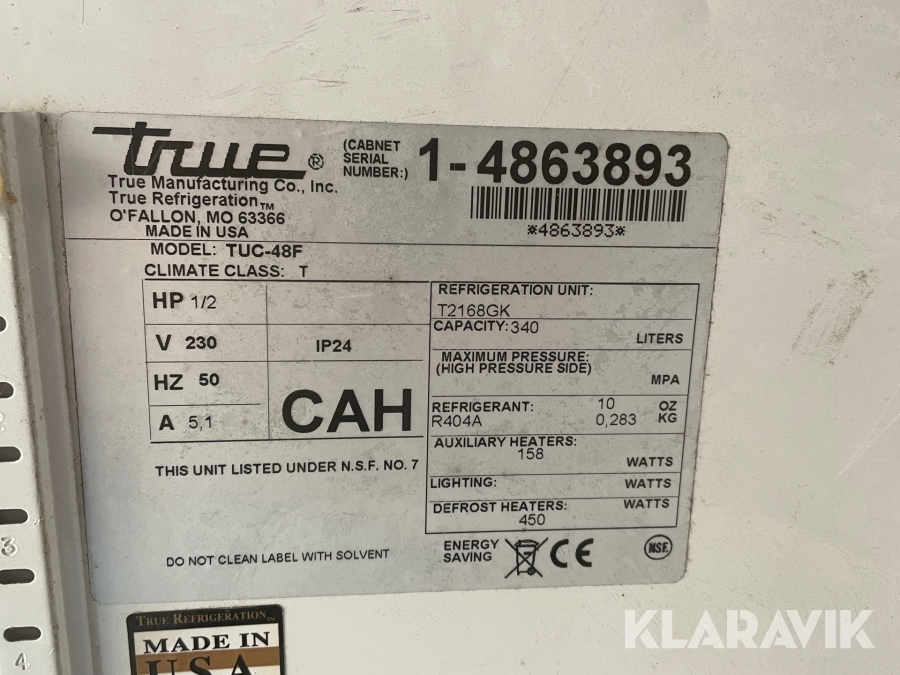 true®
(CABNET
SERIAL
NUMBER:)
1-4863893
*4863893*
True Manufacturing Co., Inc.
True Refrigeration™
O'FALLON, MO 63366
MADE IN USA
MODEL: TUC-48F
CLIMATE CLASS: T
HP 1/2
V 230
IP24
HZ 50
A 5,1
CAH
THIS UNIT LISTED UNDER N.S.F. NO. 7
REFRIGERATION UNIT:
T2168GK
CAPACITY: 340
LITERS
MAXIMUM PRESSURE:
(HIGH PRESSURE SIDE)
MPA
REFRIGERANT: 10 OZ
R404A 0,283 KG
AUXILIARY HEATERS:
158
WATTS
LIGHTING: WATTS
DEFROST HEATERS: WATTS
450
DO NOT CLEAN LABEL WITH SOLVENT
ENERGY
SAVING
CE
NSF
3
4
TRUE REFRIGERATION™
MADE IN
USA
KLARAVIK